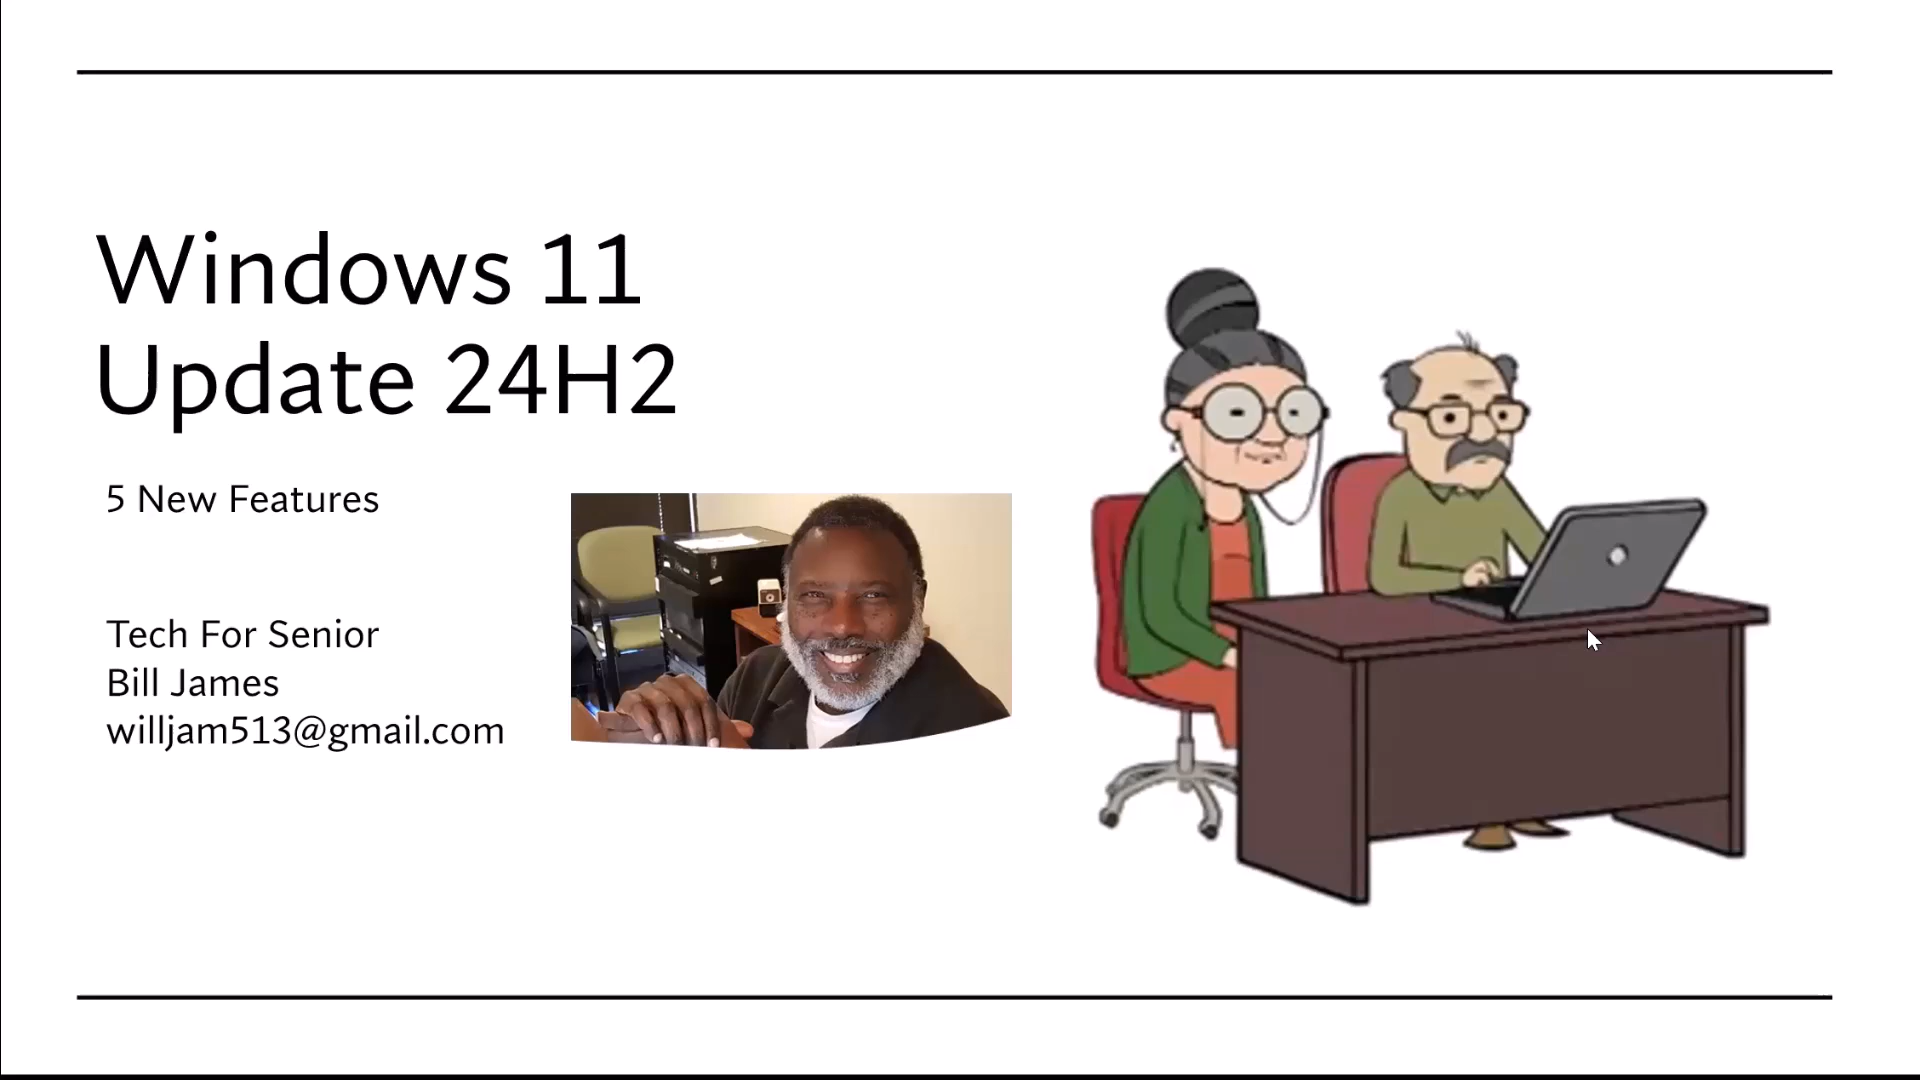 Windows 11
Update 24H2
5 New Features
Tech For Senior
Bill James
willjam513@gmail.com